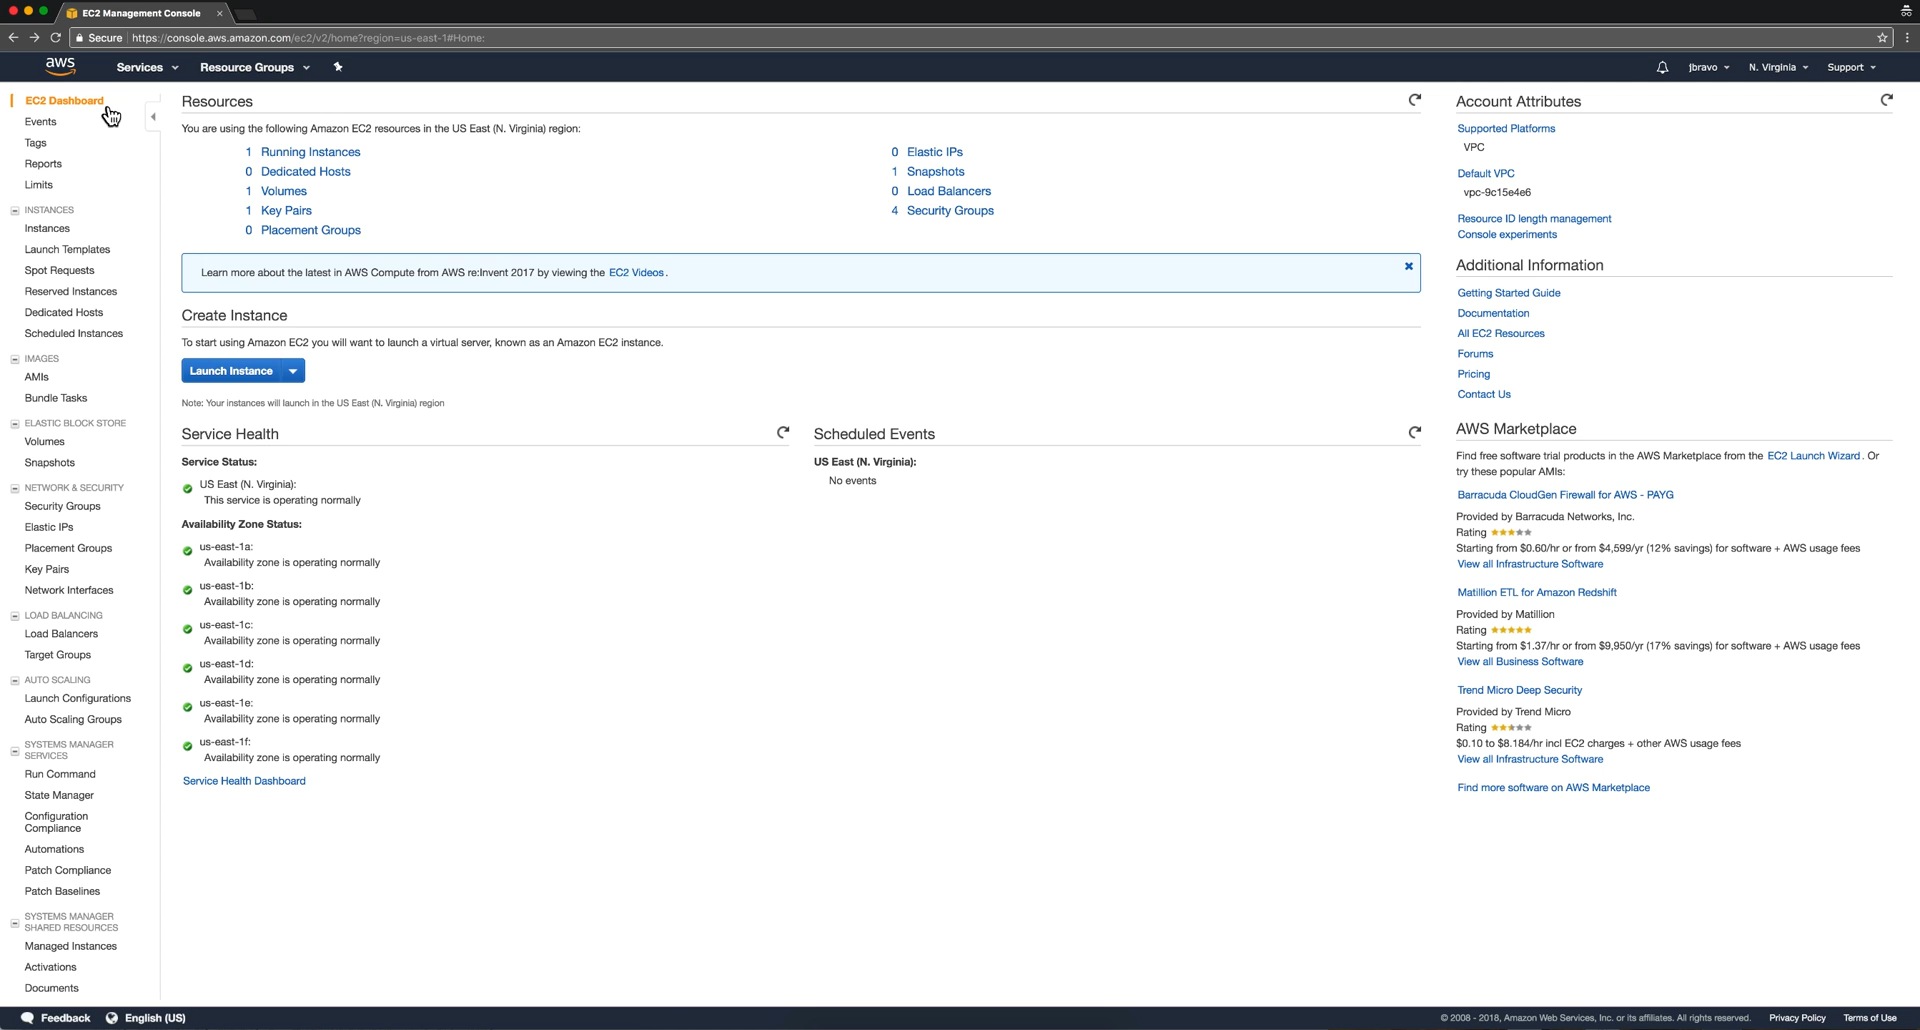 EC2 Management Console
Secure https://console.aws.amazon.com/ec2/v2/home?region=us-east-1#Home:
aws Services Resource Groups jbravo N. Virginia Support
EC2 Dashboard
Events
Tags
Reports
Limits
INSTANCES
Instances
Launch Templates
Spot Requests
Reserved Instances
Dedicated Hosts
Scheduled Instances
IMAGES
AMIs
Bundle Tasks
ELASTIC BLOCK STORE
Volumes
Snapshots
NETWORK & SECURITY
Security Groups
Elastic IPs
Placement Groups
Key Pairs
Network Interfaces
LOAD BALANCING
Load Balancers
Target Groups
AUTO SCALING
Launch Configurations
Auto Scaling Groups
SYSTEMS MANAGER
SERVICES
Run Command
State Manager
Configuration
Compliance
Automations
Patch Compliance
Patch Baselines
SYSTEMS MANAGER
SHARED RESOURCES
Managed Instances
Activations
Documents
Resources
You are using the following Amazon EC2 resources in the US East (N. Virginia) region:
1 Running Instances
0 Dedicated Hosts
1 Volumes
1 Key Pairs
0 Placement Groups
0 Elastic IPs
1 Snapshots
0 Load Balancers
4 Security Groups
Learn more about the latest in AWS Compute from AWS re:Invent 2017 by viewing the EC2 Videos.
Create Instance
To start using Amazon EC2 you will want to launch a virtual server, known as an Amazon EC2 instance.
Launch Instance
Note: Your instances will launch in the US East (N. Virginia) region
Service Health
Service Status:
US East (N. Virginia):
This service is operating normally
Availability Zone Status:
us-east-1a:
Availability zone is operating normally
us-east-1b:
Availability zone is operating normally
us-east-1c:
Availability zone is operating normally
us-east-1d:
Availability zone is operating normally
us-east-1e:
Availability zone is operating normally
us-east-1f:
Availability zone is operating normally
Service Health Dashboard
Scheduled Events
US East (N. Virginia):
No events
Account Attributes
Supported Platforms
VPC
Default VPC
vpc-9c15e4e6
Resource ID length management
Console experiments
Additional Information
Getting Started Guide
Documentation
All EC2 Resources
Forums
Pricing
Contact Us
AWS Marketplace
Find free software trial products in the AWS Marketplace from the EC2 Launch Wizard. Or
try these popular AMIs:
Barracuda CloudGen Firewall for AWS - PAYG
Provided by Barracuda Networks, Inc.
Rating
Starting from $0.60/hr or from $4,599/yr (12% savings) for software + AWS usage fees
View all Infrastructure Software
Matillion ETL for Amazon Redshift
Provided by Matillion
Rating
Starting from $1.37/hr or from $9,950/yr (17% savings) for software + AWS usage fees
View all Business Software
Trend Micro Deep Security
Provided by Trend Micro
Rating
$0.10 to $8.184/hr incl EC2 charges + other AWS usage fees
View all Infrastructure Software
Find more software on AWS Marketplace
Feedback English (US) © 2008 - 2018, Amazon Web Services, Inc. or its affiliates. All rights reserved. Privacy Policy Terms of Use